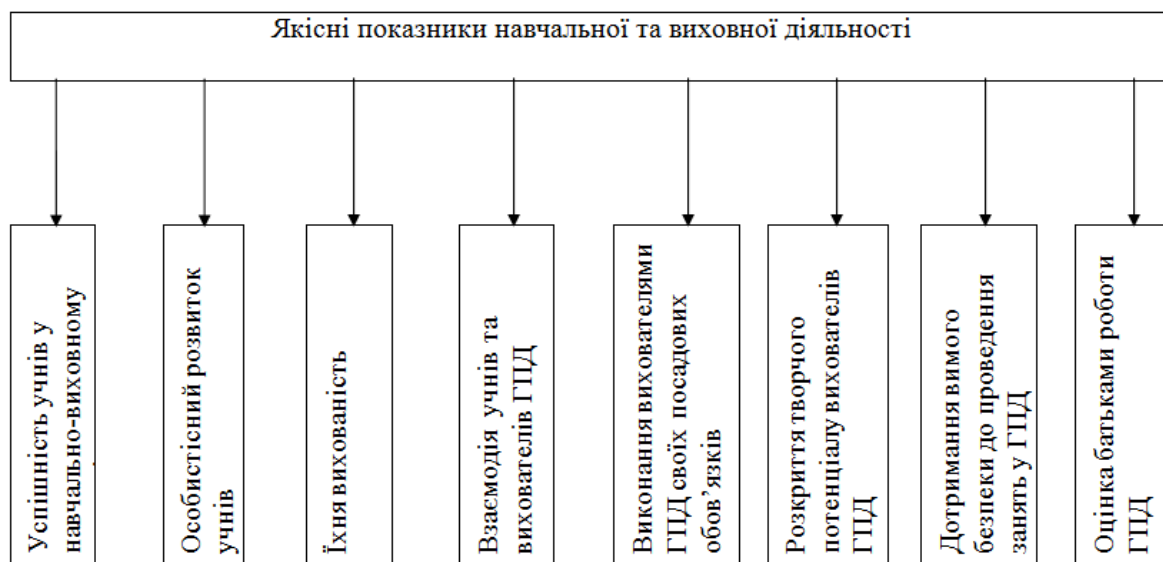 Якісні показники навчальної та виховної діяльності
Успішність учнів у
навчально-виховному
Особистісний розвиток
учнів
Їхня вихованість
Взаємодія учнів та
вихователів ГПД
Виконання вихователями
ГПД своїх посадових
обов’язків
Розкриття творчого
потенціалу вихователів
ГПД
Дотримання вимого
безпеки до проведення
занять у ГПД
Оцінка батьками роботи
ГПД